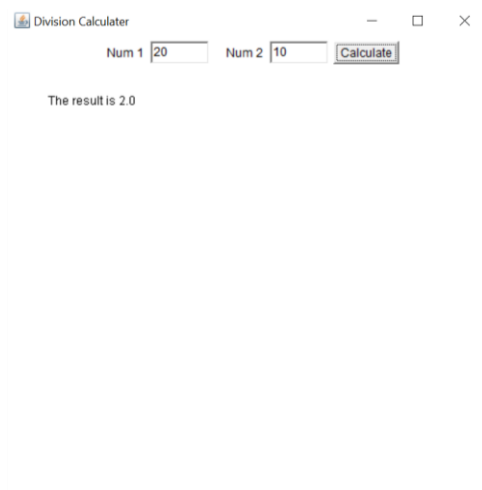 Division Calculater
Num 1 20 Num 2 10 Calculate
The result is 2.0